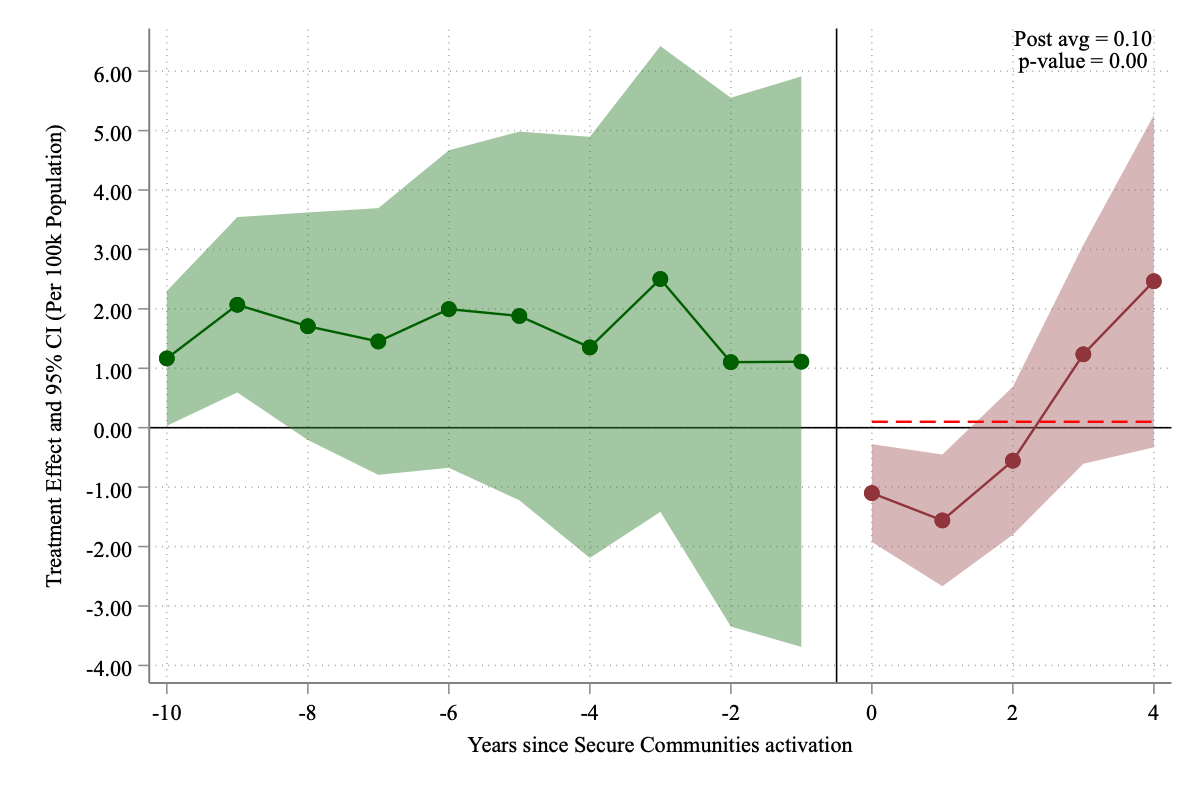 Post avg = 0.10
p-value = 0.00
Treatment Effect and 95% CI (Per 100k Population)
6.00
5.00
4.00
3.00
2.00
1.00
0.00
-1.00
-2.00
-3.00
-4.00
-10 -8 -6 -4 -2 0 2 4
Years since Secure Communities activation